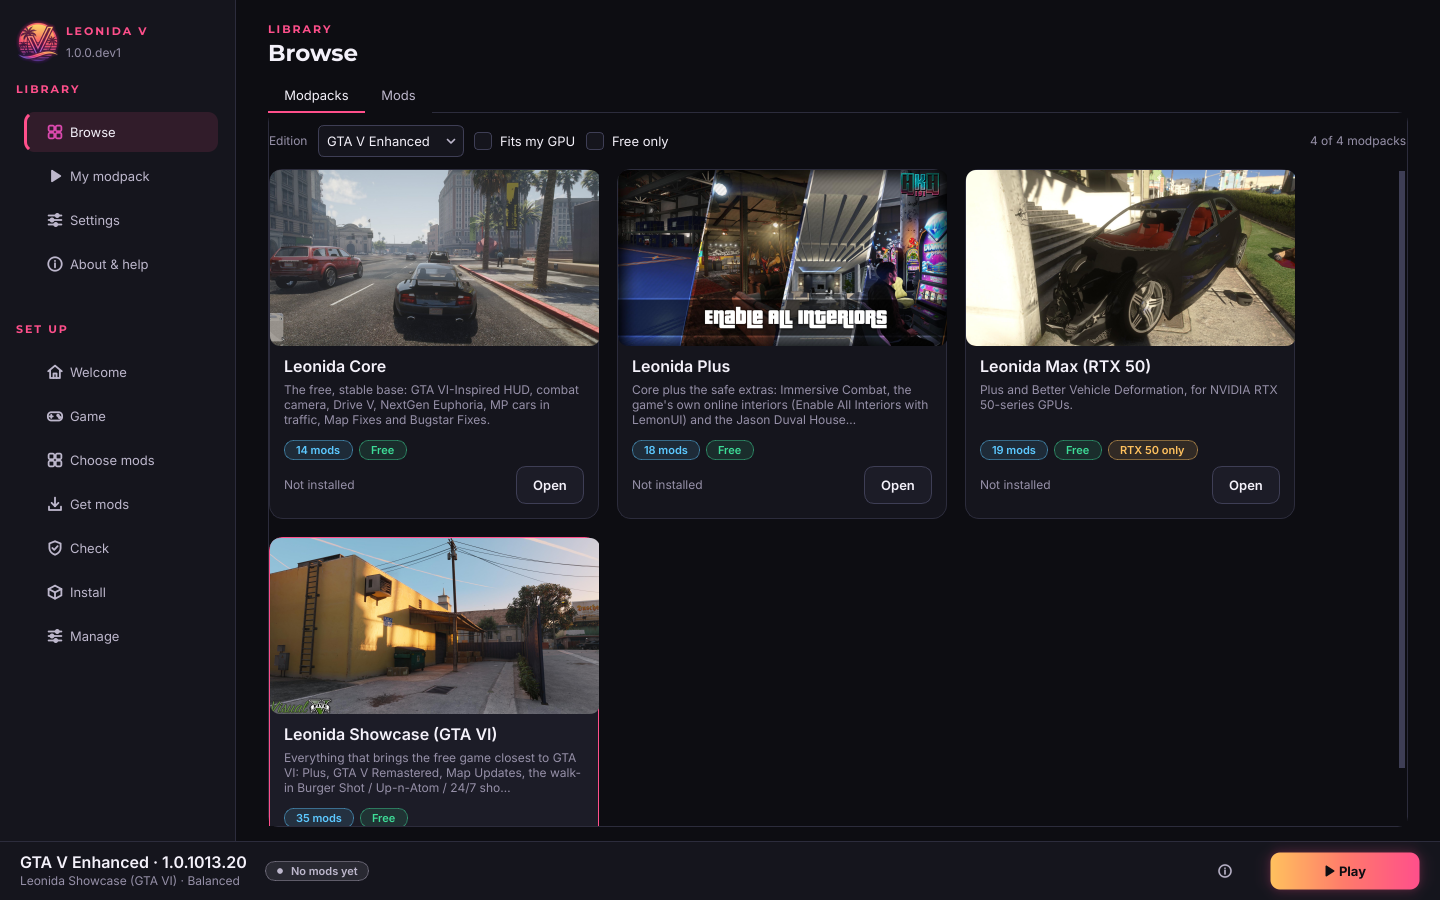 LEONIDA V
1.0.0.dev1
LIBRARY
Browse
My modpack
Settings
About & help
SET UP
Welcome
Game
Choose mods
Get mods
Check
Install
Manage
LIBRARY
Browse
Modpacks
Mods
Edition
GTA V Enhanced
Fits my GPU
Free only
4 of 4 modpacks
Enable All Interiors
Leonida Core
The free, stable base: GTA VI-Inspired HUD, combat
camera, Drive V, NextGen Euphoria, MP cars in
traffic, Map Fixes and Bugstar Fixes.
14 mods
Free
Not installed
Open
Leonida Plus
Core plus the safe extras: Immersive Combat, the
game's own online interiors (Enable All Interiors with
LemonUI) and the Jason Duval House...
18 mods
Free
Not installed
Open
Leonida Max (RTX 50)
Plus and Better Vehicle Deformation, for NVIDIA RTX
50-series GPUs.
19 mods
Free
RTX 50 only
Not installed
Open
Leonida Showcase (GTA VI)
Everything that brings the free game closest to GTA
VI: Plus, GTA V Remastered, Map Updates, the walk-
in Burger Shot / Up-n-Atom / 24/7 sho...
35 mods
Free
GTA V Enhanced · 1.0.1013.20
Leonida Showcase (GTA VI) · Balanced
No mods yet
Play